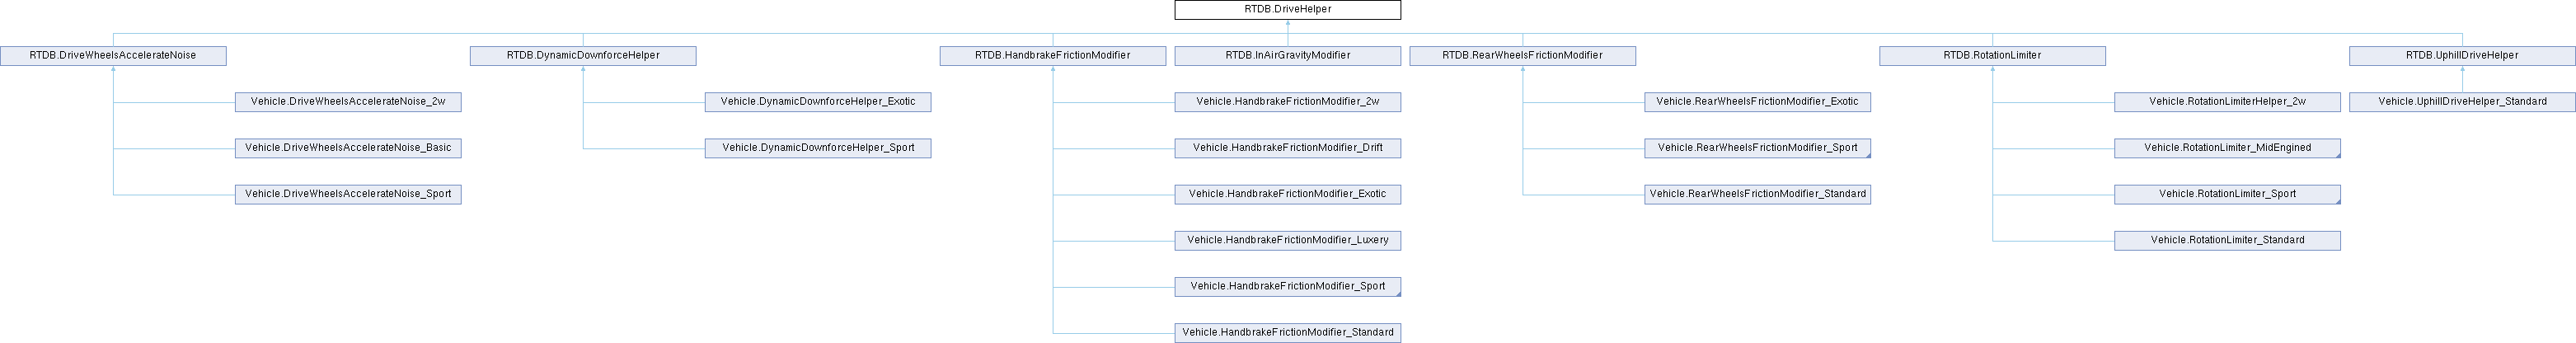 RTDB.DriveHelper
RTDB.DriveWheelsAccelerateNoise
RTDB.DynamicDownforceHelper
RTDB.HandbrakeFrictionModifier
RTDB.InAirGravityModifier
RTDB.RearWheelsFrictionModifier
RTDB.RotationLimiter
RTDB.UphillDriveHelper
Vehicle.DriveWheelsAccelerateNoise_2w
Vehicle.DynamicDownforceHelper_Exotic
Vehicle.HandbrakeFrictionModifier_2w
Vehicle.RearWheelsFrictionModifier_Exotic
Vehicle.RotationLimiterHelper_2w
Vehicle.UphillDriveHelper_Standard
Vehicle.DriveWheelsAccelerateNoise_Basic
Vehicle.DynamicDownforceHelper_Sport
Vehicle.HandbrakeFrictionModifier_Drift
Vehicle.RearWheelsFrictionModifier_Sport
Vehicle.RotationLimiter_MidEngined
Vehicle.DriveWheelsAccelerateNoise_Sport
Vehicle.HandbrakeFrictionModifier_Exotic
Vehicle.RearWheelsFrictionModifier_Standard
Vehicle.RotationLimiter_Sport
Vehicle.HandbrakeFrictionModifier_Luxery
Vehicle.RotationLimiter_Standard
Vehicle.HandbrakeFrictionModifier_Sport
Vehicle.HandbrakeFrictionModifier_Standard